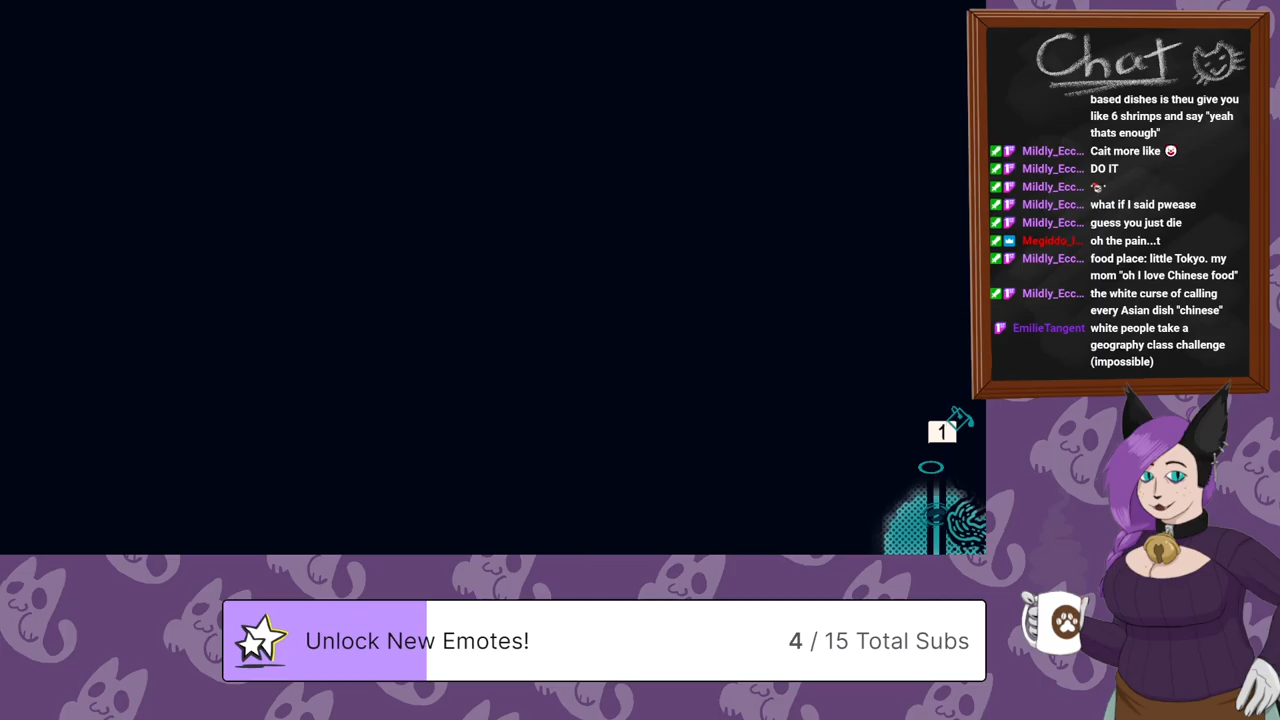 Chat
based dishes is theu give you
like 6 shrimps and say "yeah
thats enough"
Mildly_Ecc... Cait more like
Mildly_Ecc... DO IT
Mildly_Ecc...
Mildly_Ecc... what if I said pwease
Mildly_Ecc... guess you just die
Megiddo_l... oh the pain...t
Mildly_Ecc... food place: little Tokyo. my
mom "oh I love Chinese food"
Mildly_Ecc... the white curse of calling
every Asian dish "chinese"
EmilieTangent white people take a
geography class challenge
(impossible)
1
Unlock New Emotes! 4 / 15 Total Subs